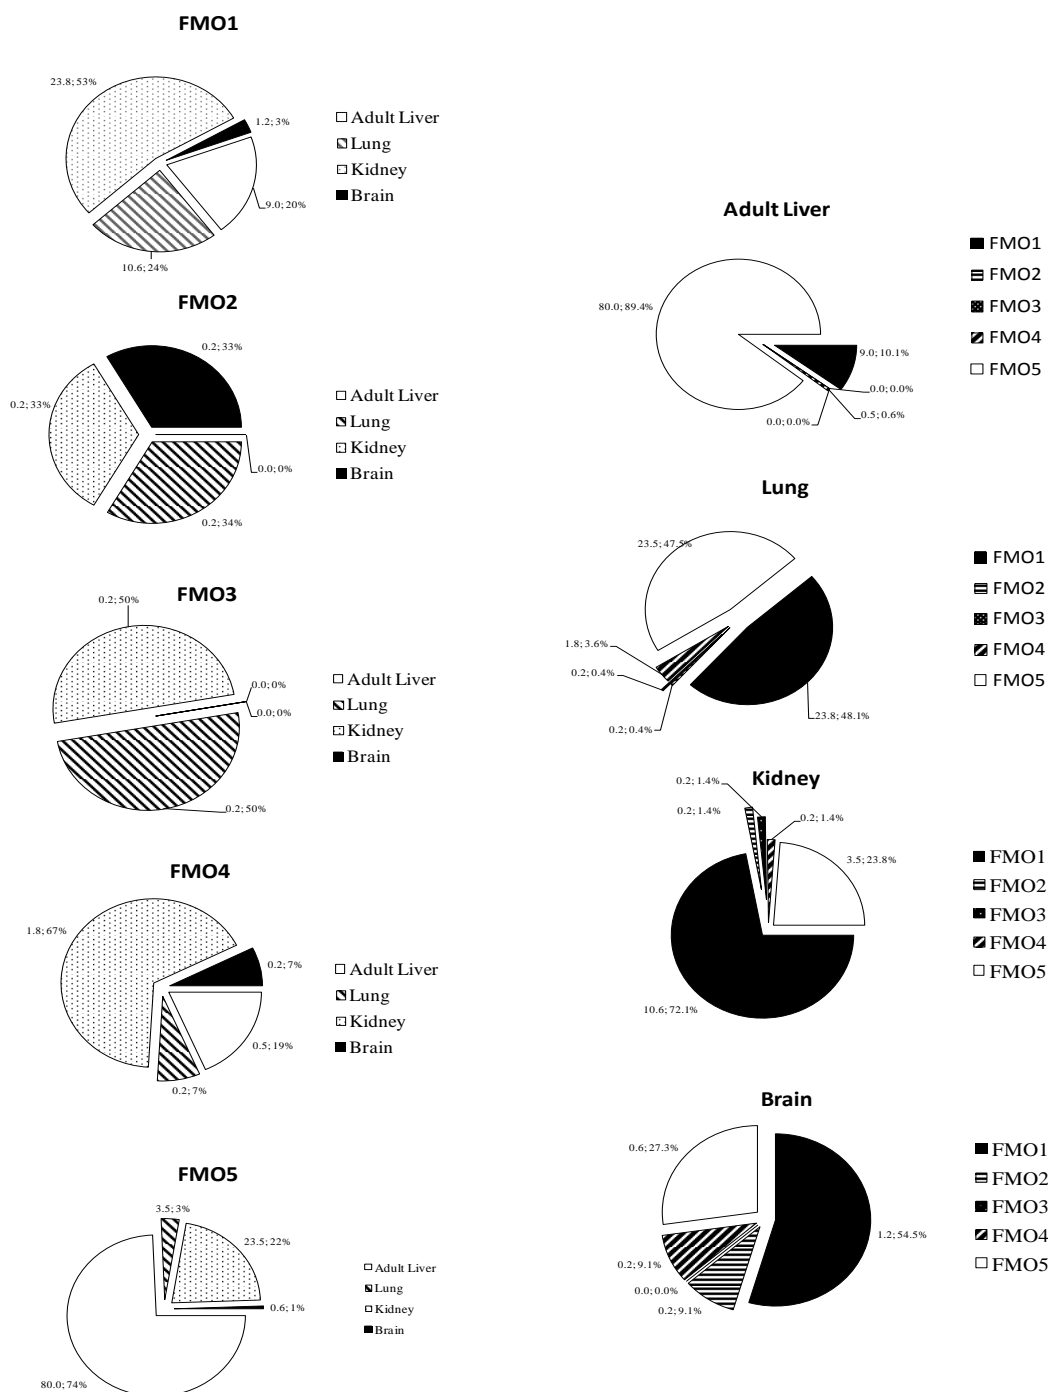 FMO1
23.8; 53%
1.2; 3%
9.0; 20%
10.6; 24%
Adult Liver
Lung
Kidney
Brain
FMO2
0.2; 33%
0.2; 33%
0.0; 0%
0.2; 34%
Adult Liver
Lung
Kidney
Brain
FMO3
0.2; 50%
0.0; 0%
0.0; 0%
0.2; 50%
Adult Liver
Lung
Kidney
Brain
FMO4
1.8; 67%
0.2; 7%
0.5; 19%
0.2; 7%
Adult Liver
Lung
Kidney
Brain
FMO5
3.5; 3%
23.5; 22%
0.6; 1%
80.0; 74%
Adult Liver
Lung
Kidney
Brain
Adult Liver
80.0; 89.4%
9.0; 10.1%
0.0; 0.0%
0.5; 0.6%
0.0; 0.0%
FMO1
FMO2
FMO3
FMO4
FMO5
Lung
23.5; 47.5%
1.8; 3.6%
0.2; 0.4%
0.2; 0.4%
23.8; 48.1%
FMO1
FMO2
FMO3
FMO4
FMO5
Kidney
0.2; 1.4%
0.2; 1.4%
0.2; 1.4%
3.5; 23.8%
10.6; 72.1%
FMO1
FMO2
FMO3
FMO4
FMO5
Brain
0.6; 27.3%
1.2; 54.5%
0.2; 9.1%
0.0; 0.0%
0.2; 9.1%
FMO1
FMO2
FMO3
FMO4
FMO5